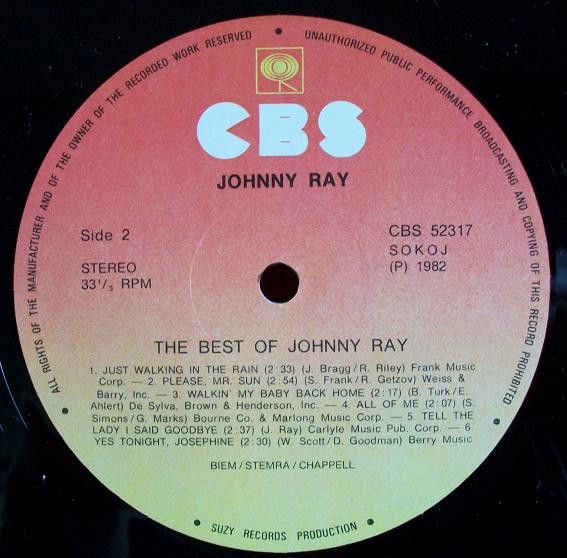 ALL RIGHTS OF THE MANUFACTURER AND OF THE OWNER OF THE RECORDED WORK RESERVED • UNAUTHORIZED PUBLIC PERFORMANCE BROADCASTING AND COPYING OF THIS RECORD PROHIBITED
CBS
JOHNNY RAY
Side 2
STEREO
33⅓ RPM
CBS 52317
SOKOJ
(P) 1982
THE BEST OF JOHNNY RAY
1. JUST WALKING IN THE RAIN (2:33) (J. Bragg/R. Riley) Frank Music
Corp. — 2. PLEASE, MR. SUN (2:54) (S. Frank/R. Getzov) Weiss &
Barry, Inc. — 3. WALKIN' MY BABY BACK HOME (2:17) (B. Turk/E.
Ahlert) De Sylva, Brown & Henderson, Inc. — 4. ALL OF ME (2:07) (S.
Simons/G. Marks) Bourne Co. & Marlong Music Corp. — 5. TELL THE
LADY I SAID GOODBYE (2:37) (J. Ray) Carlyle Music Pub. Corp. — 6.
YES TONIGHT, JOSEPHINE (2:30) (W. Scott/D. Goodman) Berry Music
BIEM/STEMRA/CHAPPELL
• SUZY RECORDS PRODUCTION •